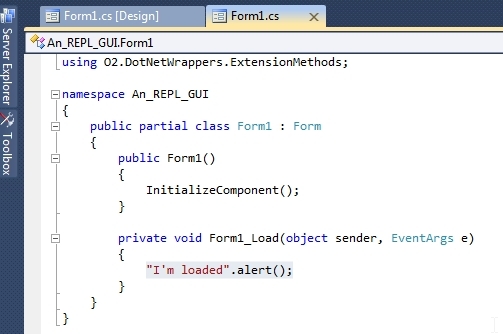 Form1.cs [Design]
Form1.cs
Server Explorer
Toolbox
An_REPL_GUI.Form1
using O2.DotNetWrappers.ExtensionMethods;
namespace An_REPL_GUI
{
    public partial class Form1 : Form
    {
        public Form1()
        {
            InitializeComponent();
        }
        private void Form1_Load(object sender, EventArgs e)
        {
            "I'm loaded".alert();
        }
    }
}